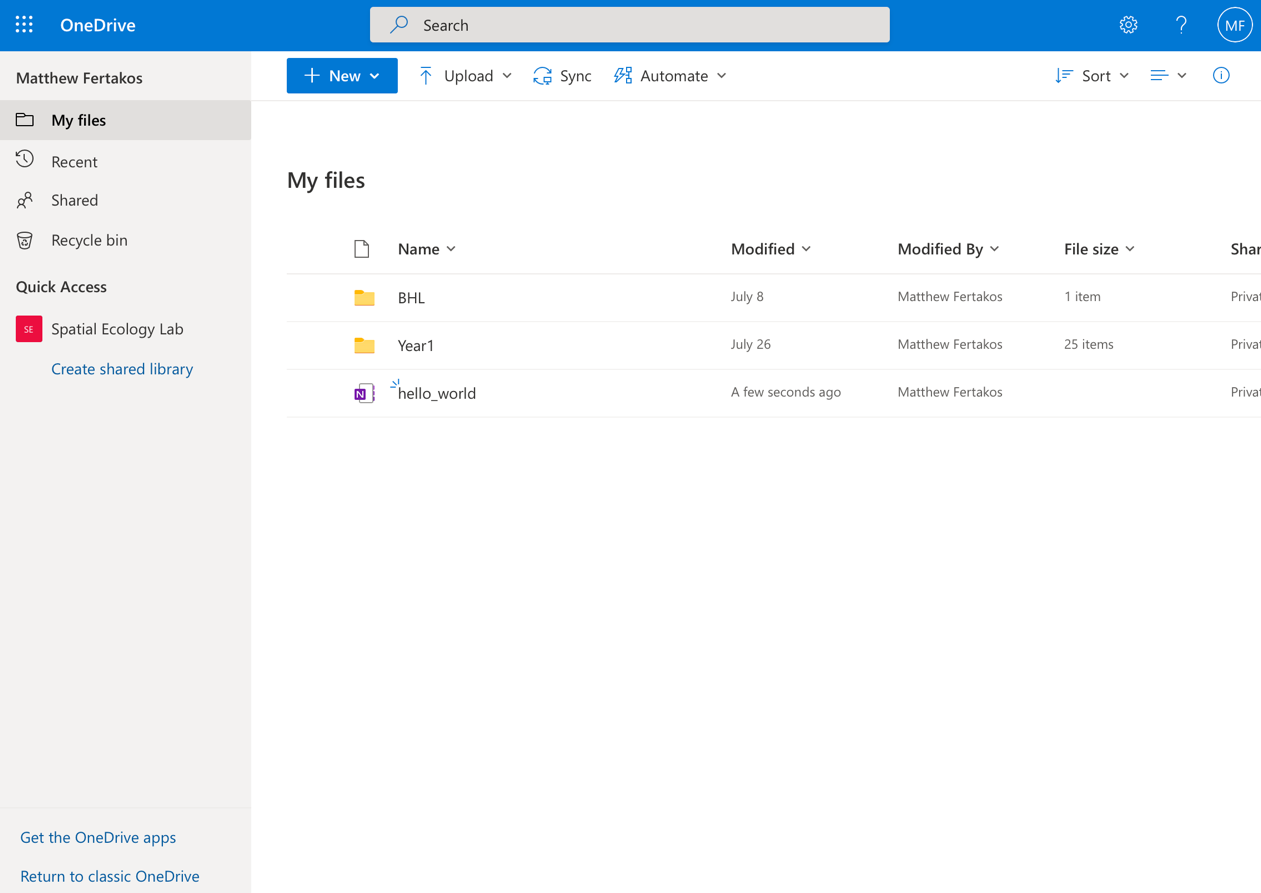 OneDrive
Search
MF
Matthew Fertakos
New
Upload
Sync
Automate
Sort
My files
Recent
Shared
Recycle bin
Quick Access
SE
Spatial Ecology Lab
Create shared library
My files
Name Modified Modified By File size Shar
BHL July 8 Matthew Fertakos 1 item Privat
Year1 July 26 Matthew Fertakos 25 items Privat
N hello_world A few seconds ago Matthew Fertakos Privat
Get the OneDrive apps
Return to classic OneDrive